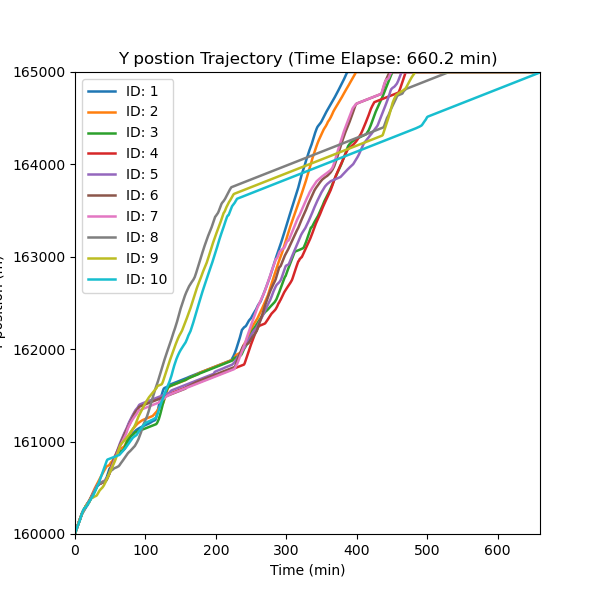 Y postion Trajectory (Time Elapse: 660.2 min)
165000
164000
163000
162000
161000
160000
ID: 1
ID: 2
ID: 3
ID: 4
ID: 5
ID: 6
ID: 7
ID: 8
ID: 9
ID: 10
0 100 200 300 400 500 600
Time (min)